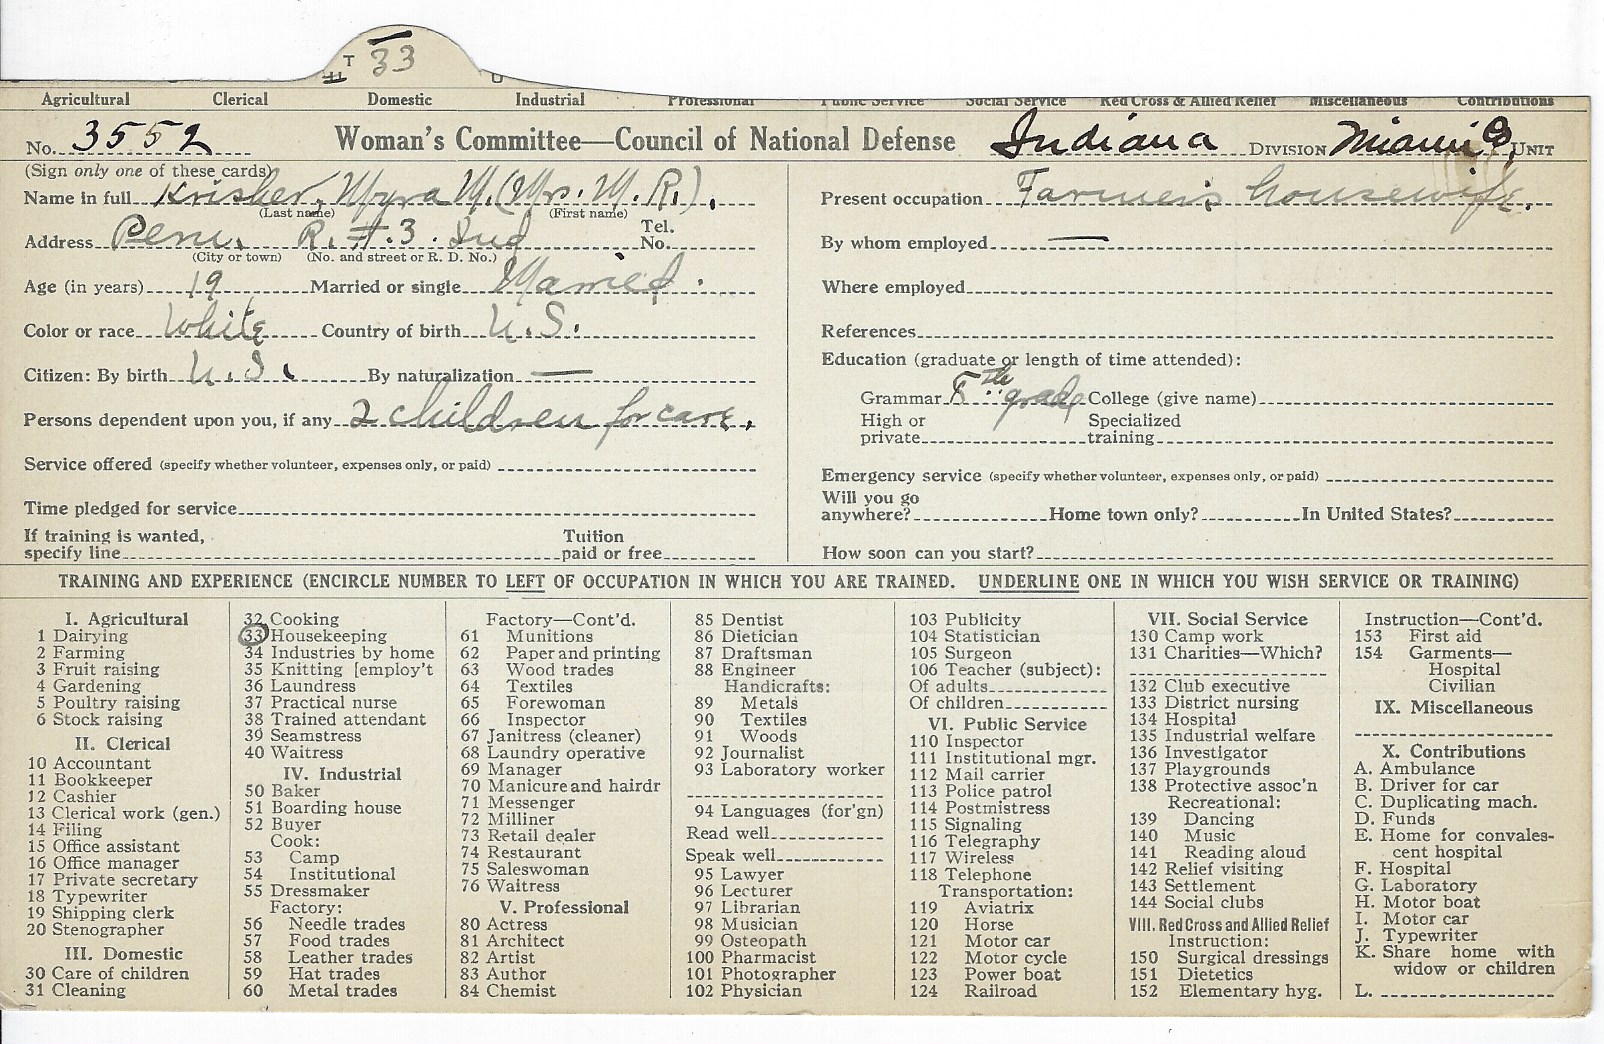 T 33
Agricultural Clerical Domestic Industrial Professional Public Service Social Service Red Cross & Allied Relief Miscellaneous Contributions
No. 3552 Woman's Committee—Council of National Defense Indiana DIVISION Miami Co. UNIT
(Sign only one of these cards)
Name in full Krisher, Myra M. (Mrs. M. R.).
(Last name) (First name)
Address Peru, R. #.3. Ind Tel. No.
(City or town) (No. and street or R. D. No.)
Age (in years) 19 Married or single Married.
Color or race White Country of birth U.S.
Citizen: By birth U.S. By naturalization —
Persons dependent upon you, if any 2 children for care.
Service offered (specify whether volunteer, expenses only, or paid)
Time pledged for service
If training is wanted, specify line Tuition paid or free
Present occupation Farmer's housewife.
By whom employed —
Where employed
References
Education (graduate or length of time attended):
Grammar 8th grade College (give name)
High or private Specialized training
Emergency service (specify whether volunteer, expenses only, or paid)
Will you go anywhere? Home town only? In United States?
How soon can you start?
TRAINING AND EXPERIENCE (ENCIRCLE NUMBER TO LEFT OF OCCUPATION IN WHICH YOU ARE TRAINED. UNDERLINE ONE IN WHICH YOU WISH SERVICE OR TRAINING)
I. Agricultural
1 Dairying
2 Farming
3 Fruit raising
4 Gardening
5 Poultry raising
6 Stock raising
II. Clerical
10 Accountant
11 Bookkeeper
12 Cashier
13 Clerical work (gen.)
14 Filing
15 Office assistant
16 Office manager
17 Private secretary
18 Typewriter
19 Shipping clerk
20 Stenographer
III. Domestic
30 Care of children
31 Cleaning
32 Cooking
33 Housekeeping
34 Industries by home
35 Knitting [employ't
36 Laundress
37 Practical nurse
38 Trained attendant
39 Seamstress
40 Waitress
IV. Industrial
50 Baker
51 Boarding house
52 Buyer
Cook:
53 Camp
54 Institutional
55 Dressmaker
Factory:
56 Needle trades
57 Food trades
58 Leather trades
59 Hat trades
60 Metal trades
Factory—Cont'd.
61 Munitions
62 Paper and printing
63 Wood trades
64 Textiles
65 Forewoman
66 Inspector
67 Janitress (cleaner)
68 Laundry operative
69 Manager
70 Manicure and hairdr
71 Messenger
72 Milliner
73 Retail dealer
74 Restaurant
75 Saleswoman
76 Waitress
V. Professional
80 Actress
81 Architect
82 Artist
83 Author
84 Chemist
85 Dentist
86 Dietician
87 Draftsman
88 Engineer
Handicrafts:
89 Metals
90 Textiles
91 Woods
92 Journalist
93 Laboratory worker
94 Languages (for'gn)
Read well
Speak well
95 Lawyer
96 Lecturer
97 Librarian
98 Musician
99 Osteopath
100 Pharmacist
101 Photographer
102 Physician
103 Publicity
104 Statistician
105 Surgeon
106 Teacher (subject):
Of adults
Of children
VI. Public Service
110 Inspector
111 Institutional mgr.
112 Mail carrier
113 Police patrol
114 Postmistress
115 Signaling
116 Telegraphy
117 Wireless
118 Telephone
Transportation:
119 Aviatrix
120 Horse
121 Motor car
122 Motor cycle
123 Power boat
124 Railroad
VII. Social Service
130 Camp work
131 Charities—Which?
132 Club executive
133 District nursing
134 Hospital
135 Industrial welfare
136 Investigator
137 Playgrounds
138 Protective assoc'n
Recreational:
139 Dancing
140 Music
141 Reading aloud
142 Relief visiting
143 Settlement
144 Social clubs
VIII. Red Cross and Allied Relief
Instruction:
150 Surgical dressings
151 Dietetics
152 Elementary hyg.
Instruction—Cont'd.
153 First aid
154 Garments—
Hospital
Civilian
IX. Miscellaneous
X. Contributions
A. Ambulance
B. Driver for car
C. Duplicating mach.
D. Funds
E. Home for convales-
cent hospital
F. Hospital
G. Laboratory
H. Motor boat
I. Motor car
J. Typewriter
K. Share home with
widow or children
L.